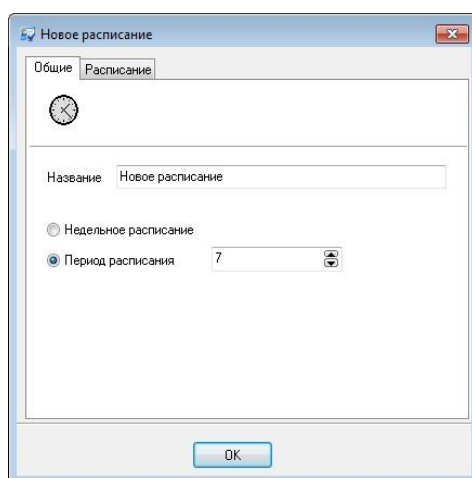 Новое расписание
Общие Расписание
Название Новое расписание
Недельное расписание
Период расписания 7
OK